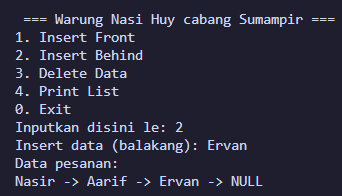 === Warung Nasi Huy cabang Sumampir ===
1. Insert Front
2. Insert Behind
3. Delete Data
4. Print List
0. Exit
Inputkan disini le: 2
Insert data (balakang): Ervan
Data pesanan:
Nasir -> Aarif -> Ervan -> NULL